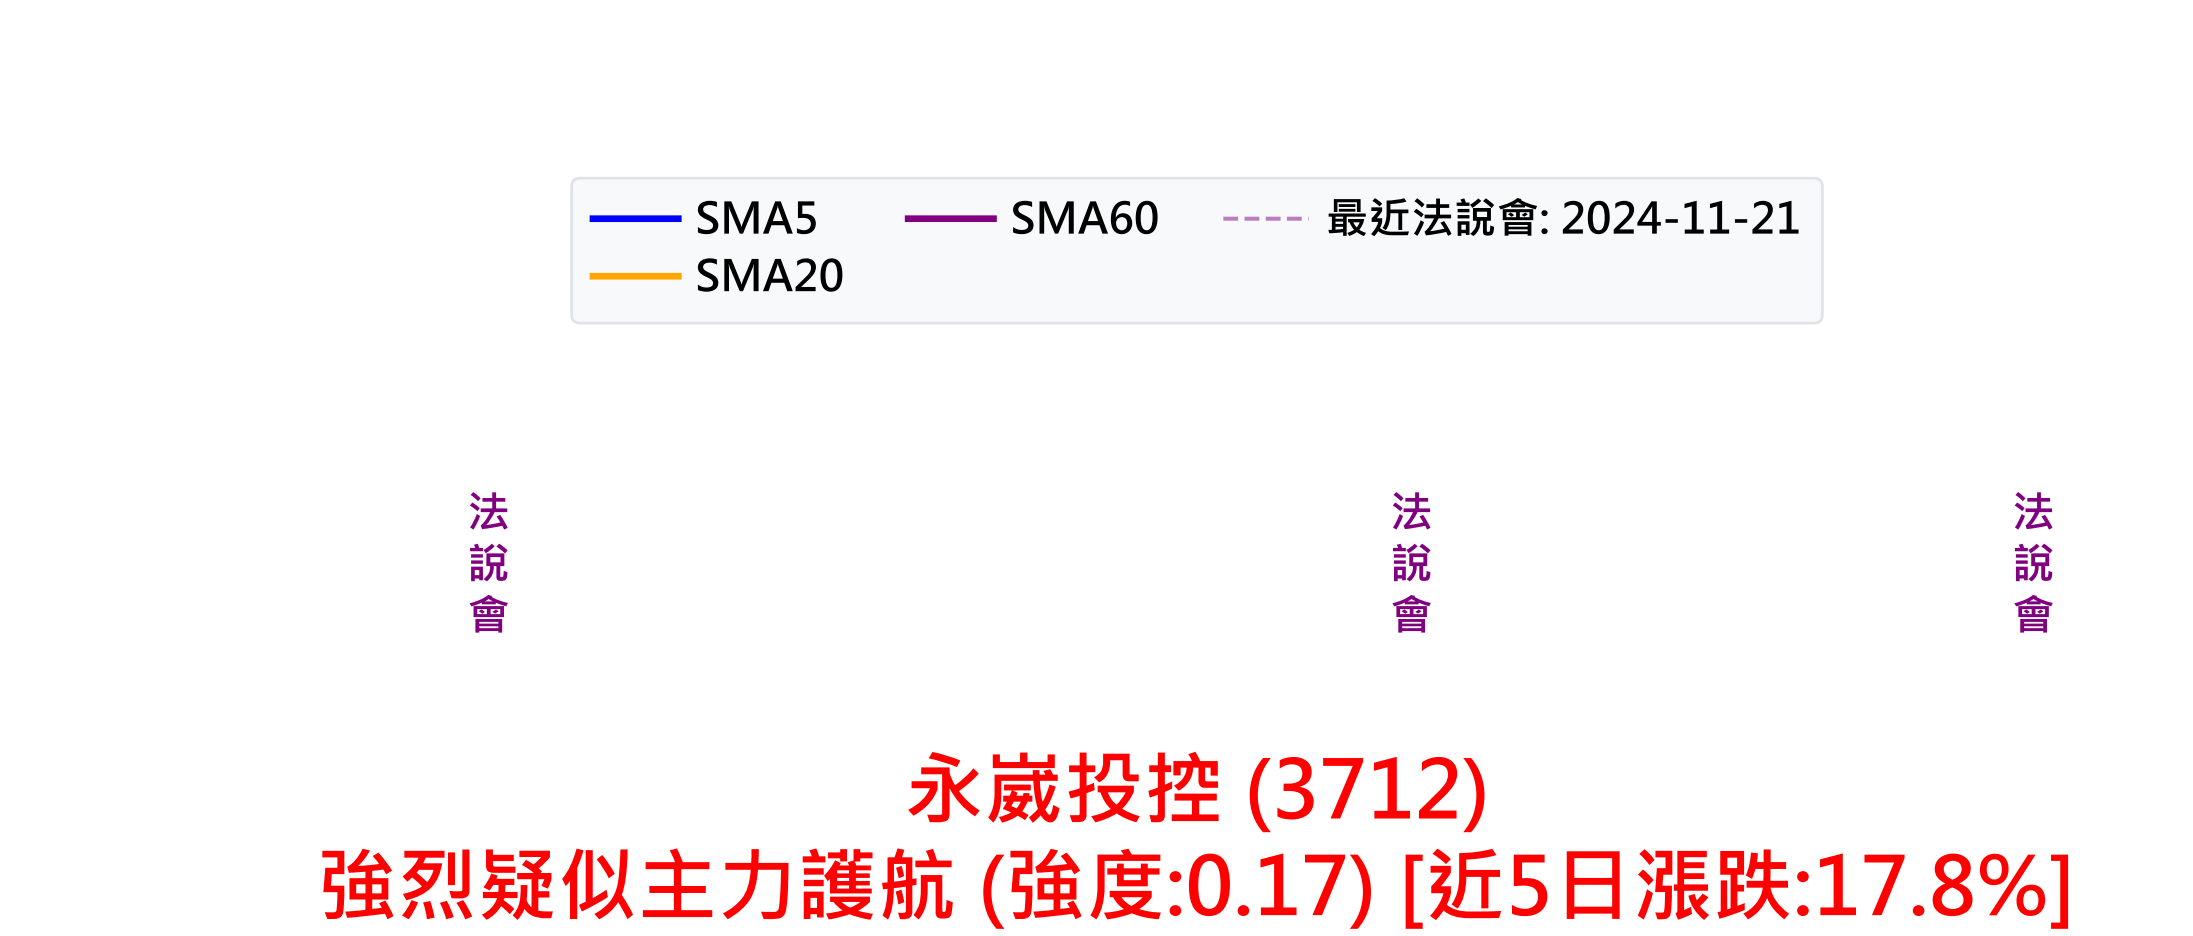 SMA5
SMA20
SMA60
最近法說會: 2024-11-21
法說會
法說會
法說會
永崴投控 (3712)
強烈疑似主力護航 (強度:0.17) [近5日漲跌:17.8%]